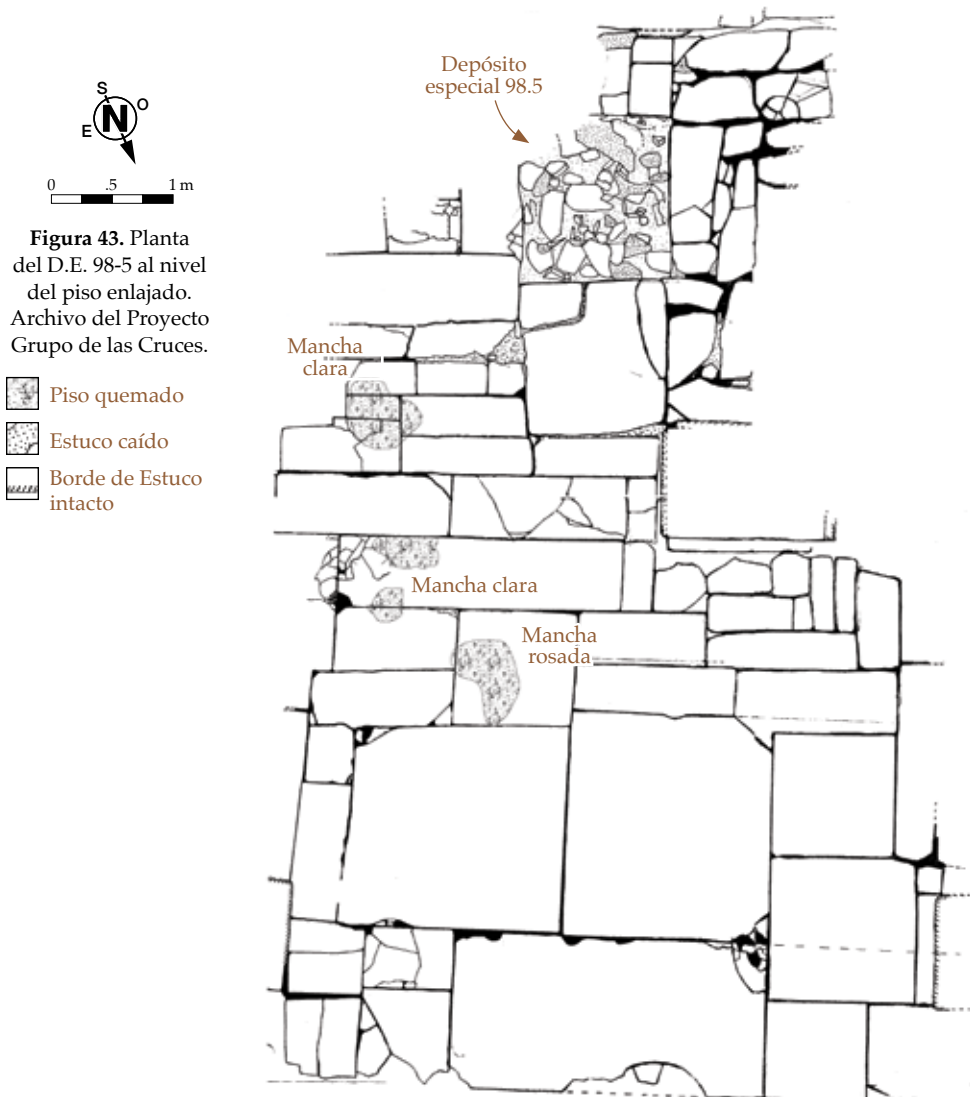 Depósito
especial 98.5
S
O
N
E
0 .5 1 m
Figura 43. Planta
del D.E. 98-5 al nivel
del piso enlajado.
Archivo del Proyecto
Grupo de las Cruces.
Piso quemado
Estuco caído
Borde de Estuco
intacto
Mancha
clara
Mancha clara
Mancha
rosada